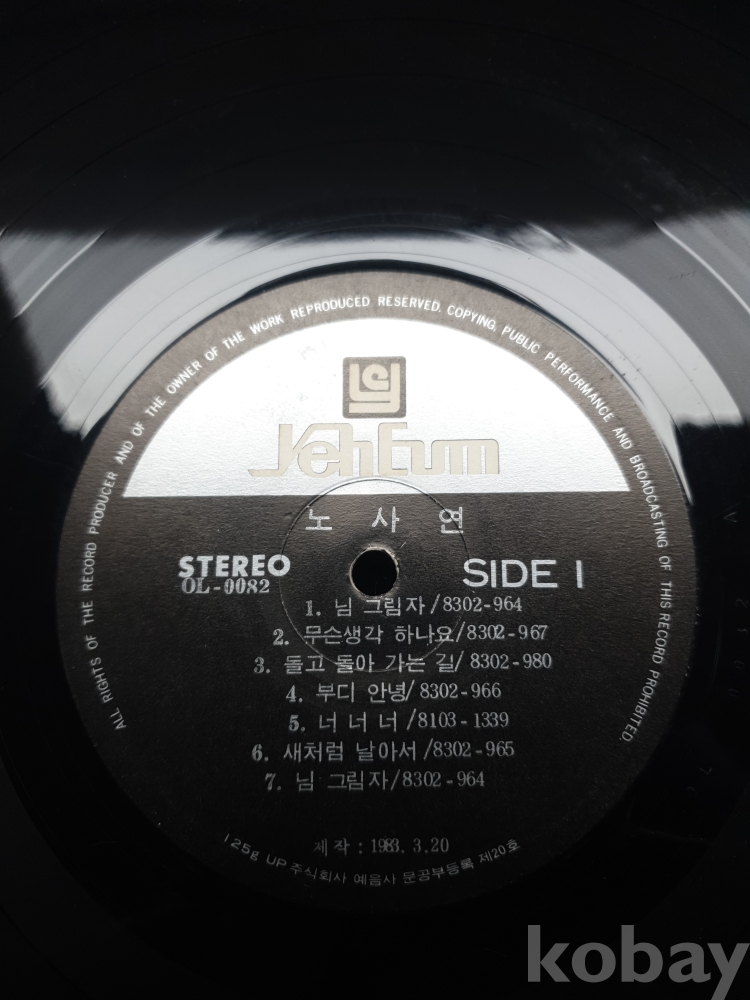 ALL RIGHTS OF THE RECORD PRODUCER AND OF THE OWNER OF THE WORK REPRODUCED RESERVED. COPYING, PUBLIC PERFORMANCE AND BROADCASTING OF THIS RECORD PROHIBITED.
Yeheum
노 사 연
STEREO
OL-0082
SIDE I
1. 님 그림자/8302-964
2. 무슨생각 하나요/8302-967
3. 돌고 돌아 가는 길/8302-980
4. 부디 안녕/8302-966
5. 너 너 너/8103-1339
6. 새처럼 날아서/8302-965
7. 님 그림자/8302-964
제작 : 1983. 3.20
125g UP 주식회사 예음사 문공부등록 제20호
kobay